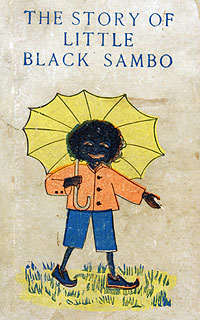 THE STORY OF
LITTLE
BLACK SAMBO